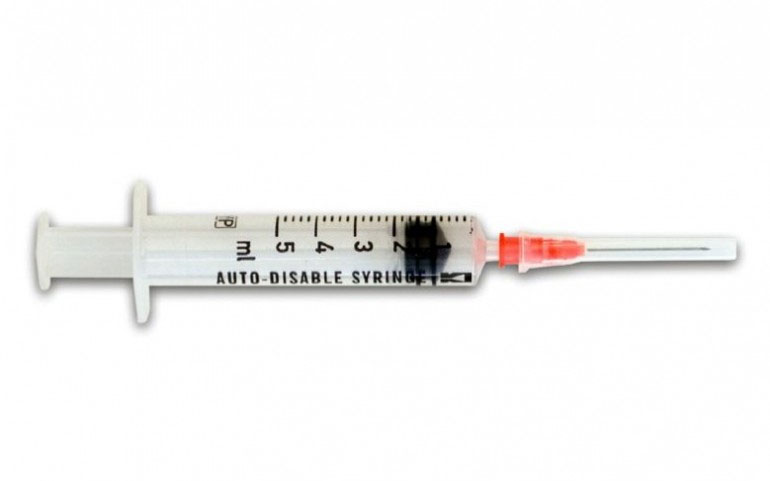 ml 5 4 3 2 1
AUTO-DISABLE SYRINGE